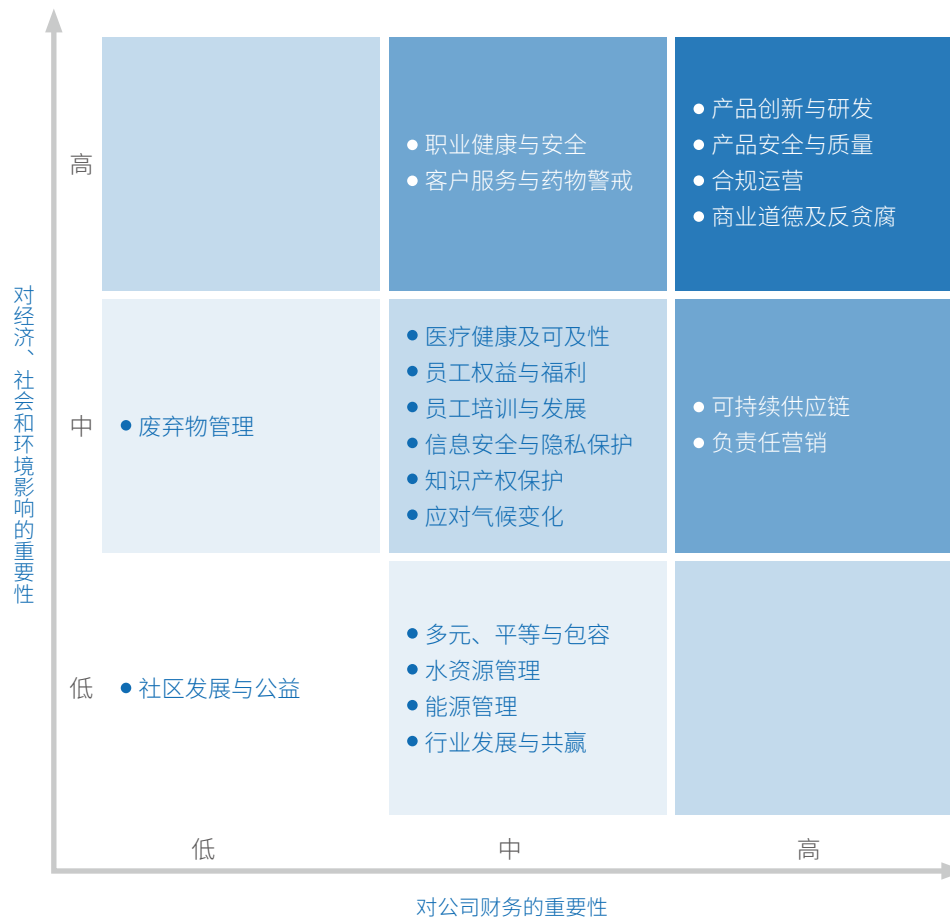 对经济、社会和环境影响的重要性
高
职业健康与安全
客户服务与药物警戒
产品创新与研发
产品安全与质量
合规运营
商业道德及反贪腐
中
废弃物管理
医疗健康及可及性
员工权益与福利
员工培训与发展
信息安全与隐私保护
知识产权保护
应对气候变化
可持续供应链
负责任营销
低
社区发展与公益
多元、平等与包容
水资源管理
能源管理
行业发展与共赢
低
中
高
对公司财务的重要性